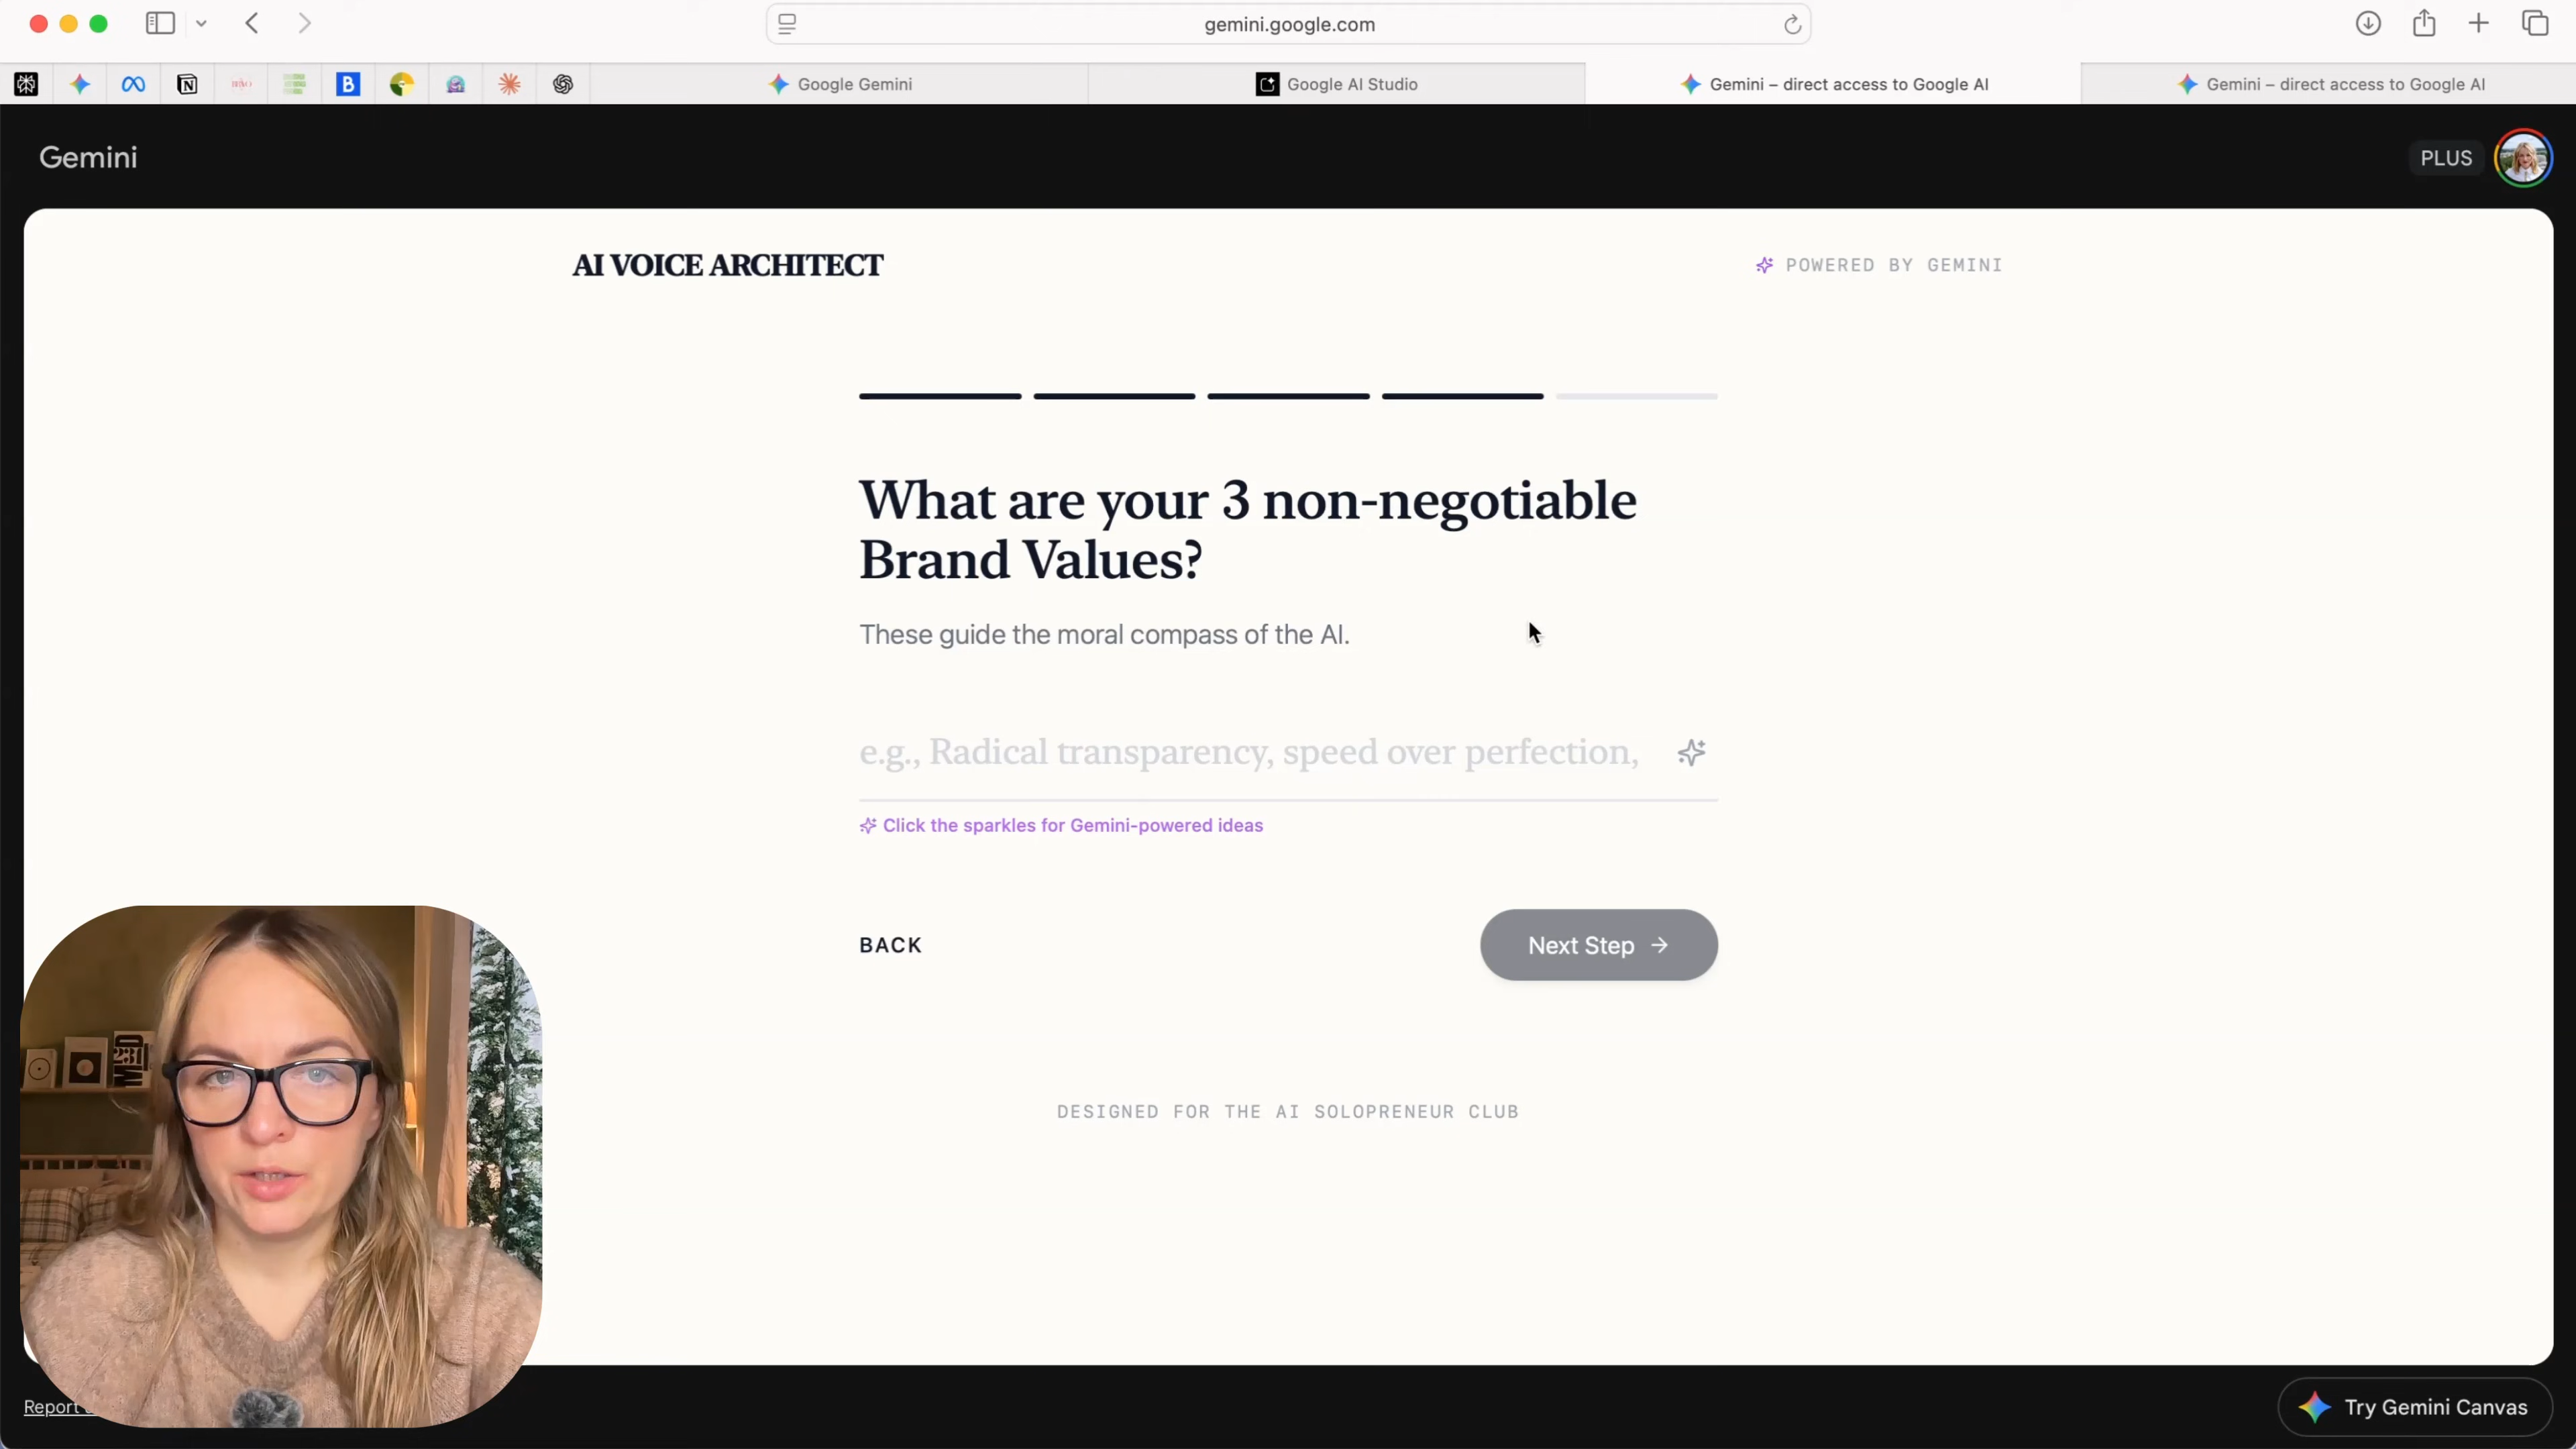 gemini.google.com
Google Gemini
Google AI Studio
Gemini – direct access to Google AI
Gemini – direct access to Google AI
Gemini
PLUS
AI VOICE ARCHITECT
POWERED BY GEMINI
What are your 3 non-negotiable
Brand Values?
These guide the moral compass of the AI.
e.g., Radical transparency, speed over perfection,
Click the sparkles for Gemini-powered ideas
BACK
Next Step
DESIGNED FOR THE AI SOLOPRENEUR CLUB
Report
Try Gemini Canvas